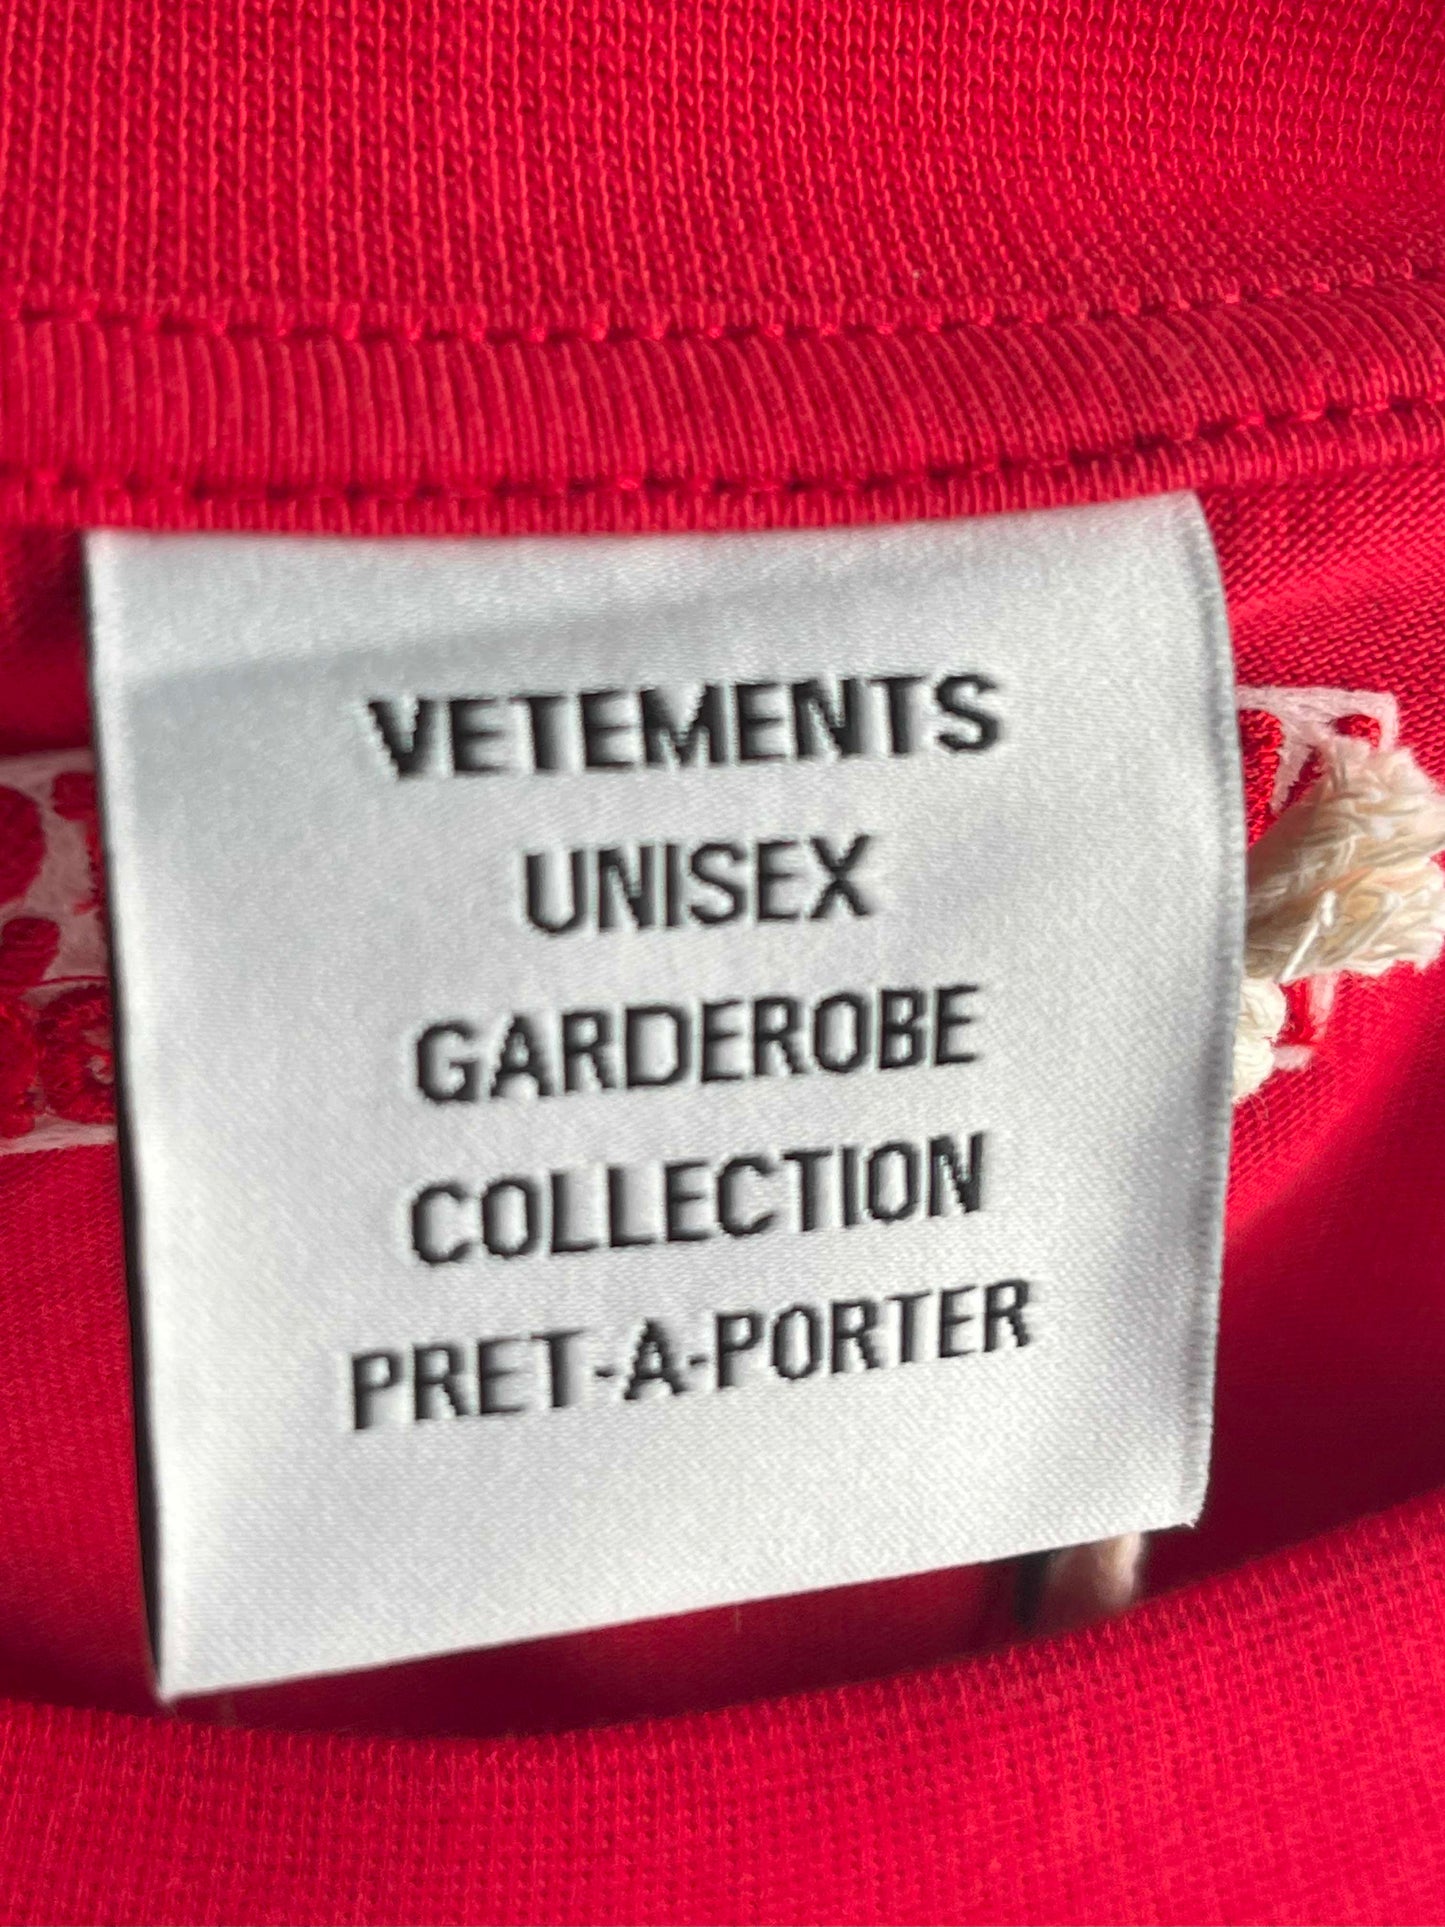 VETEMENTS
UNISEX
GARDEROBE
COLLECTION
PRET-A-PORTER